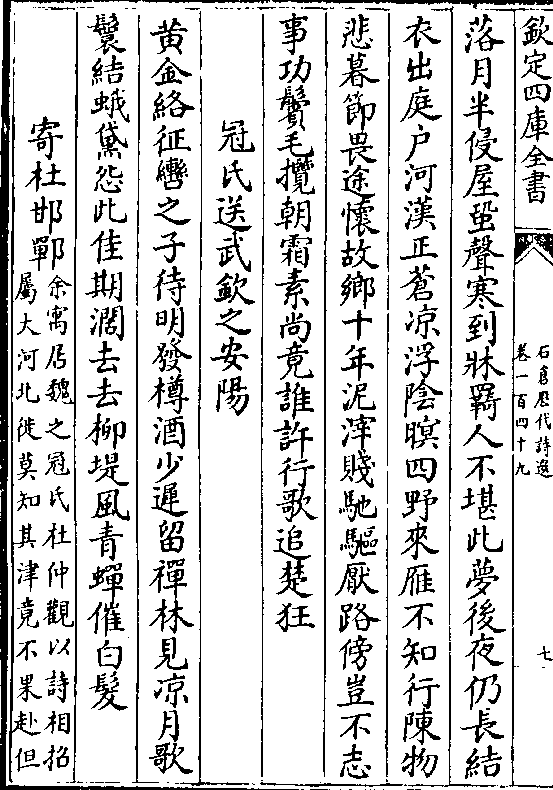 欽定四庫全書
石倉歷代詩選
卷一百四十九
七
落月半侵屋蛩聲寒到牀羇人不堪此夢後夜仍長結
衣出庭户河漢正蒼凉浮陰暝四野來雁不知行陳物
悲暮節畏途懷故鄉十年泥滓賤馳驅厭路傍豈不志
事功鬢毛攬朝霜素尚竟誰許行歌追楚狂
冠氏送武欽之安陽
黄金絡征轡之子待明發樽酒少遲留禪林見凉月歌
鬟結蛾黛怨此佳期濶去去柳堤風青蟬催白髮
寄杜邯鄲
余寓居魏之冠氏杜仲觀以詩相招
屬大河北徙莫知其津竟不果赴但